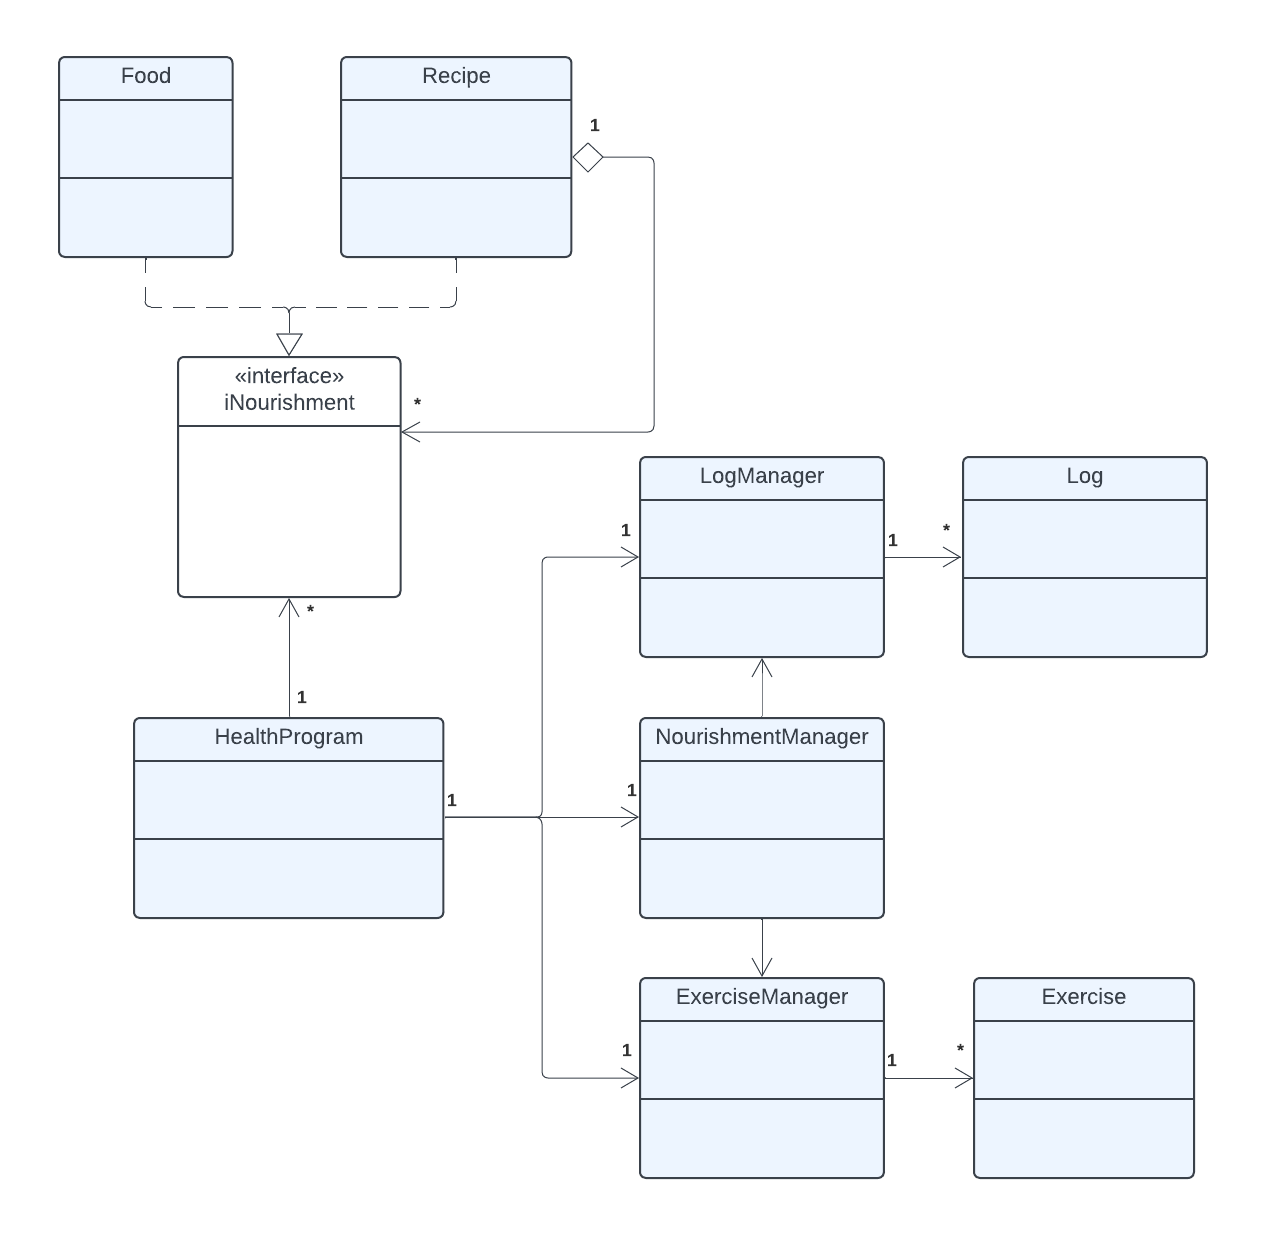 Food
Recipe
1
«interface»
iNourishment
*
LogManager
Log
1
1
*
*
1
HealthProgram
NourishmentManager
1
1
ExerciseManager
Exercise
1
1
*